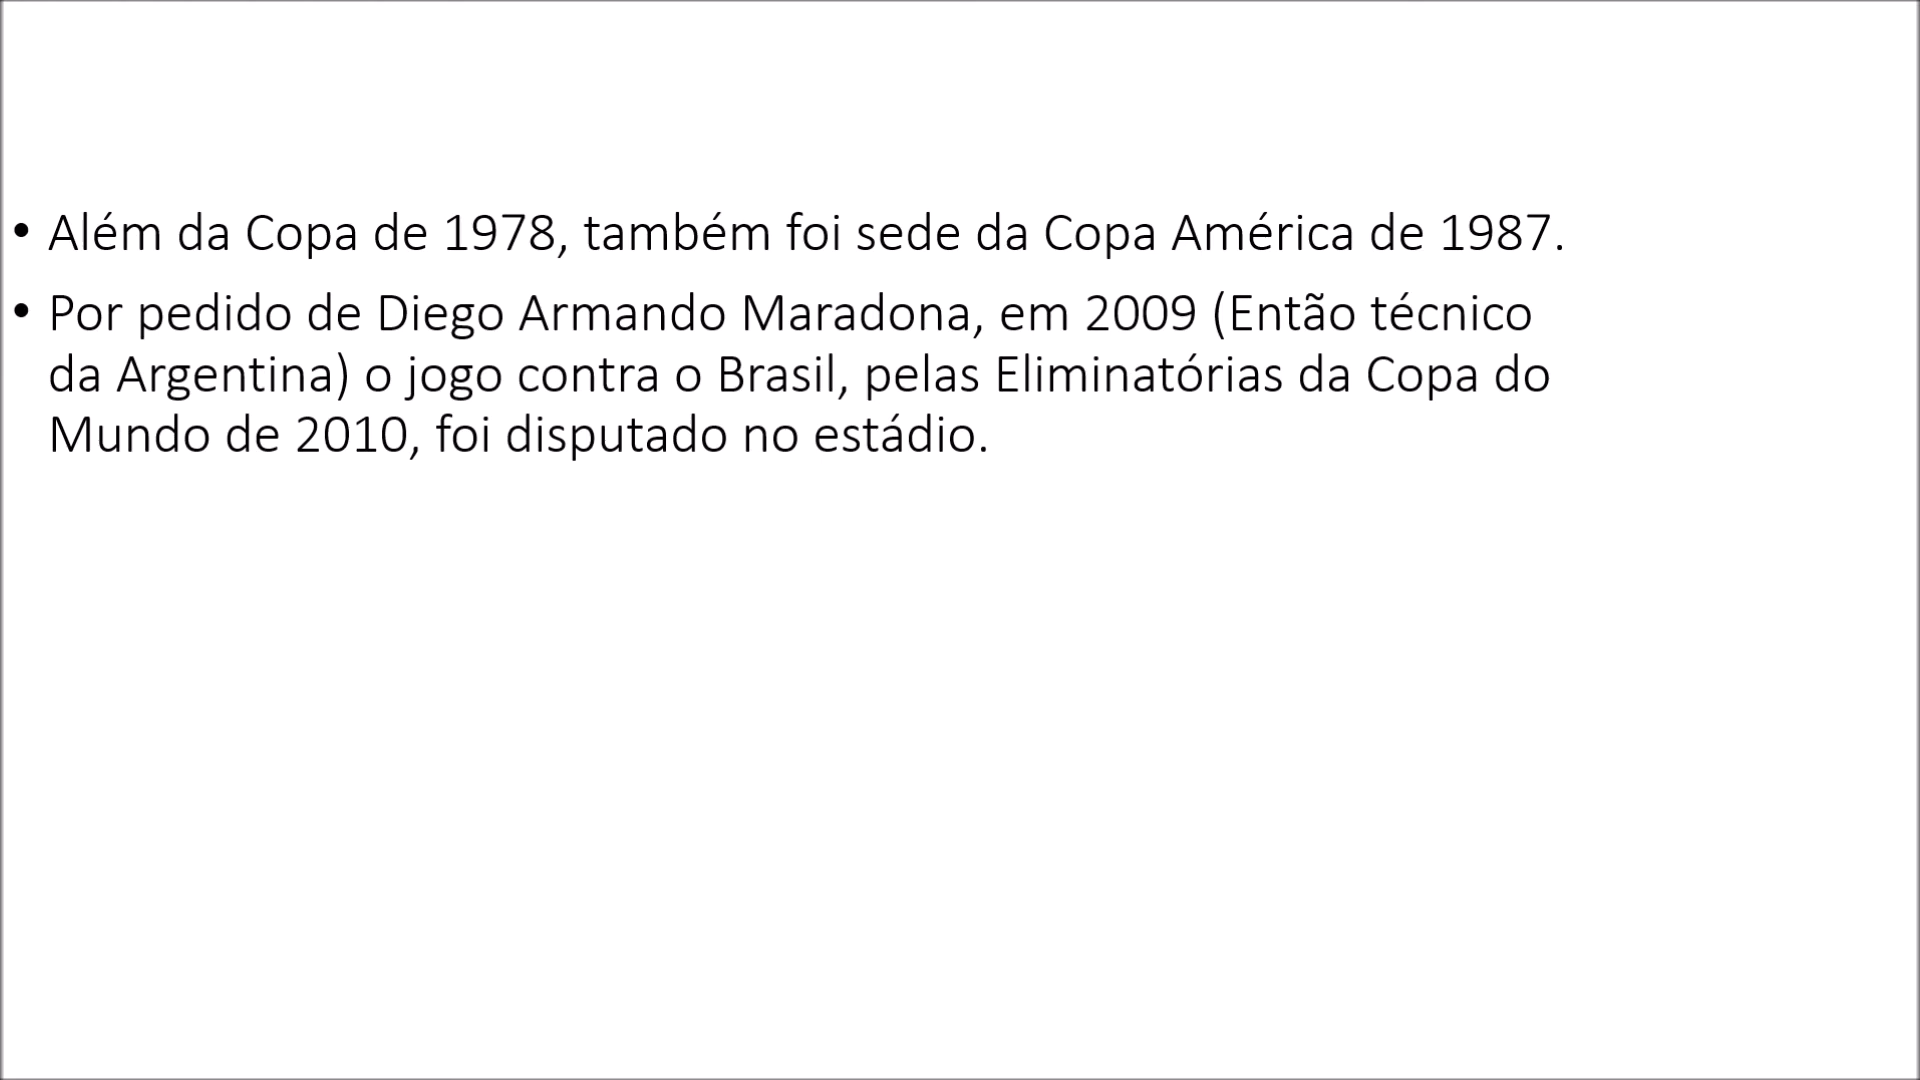 • Além da Copa de 1978, também foi sede da Copa América de 1987.
• Por pedido de Diego Armando Maradona, em 2009 (Então técnico
da Argentina) o jogo contra o Brasil, pelas Eliminatórias da Copa do
Mundo de 2010, foi disputado no estádio.